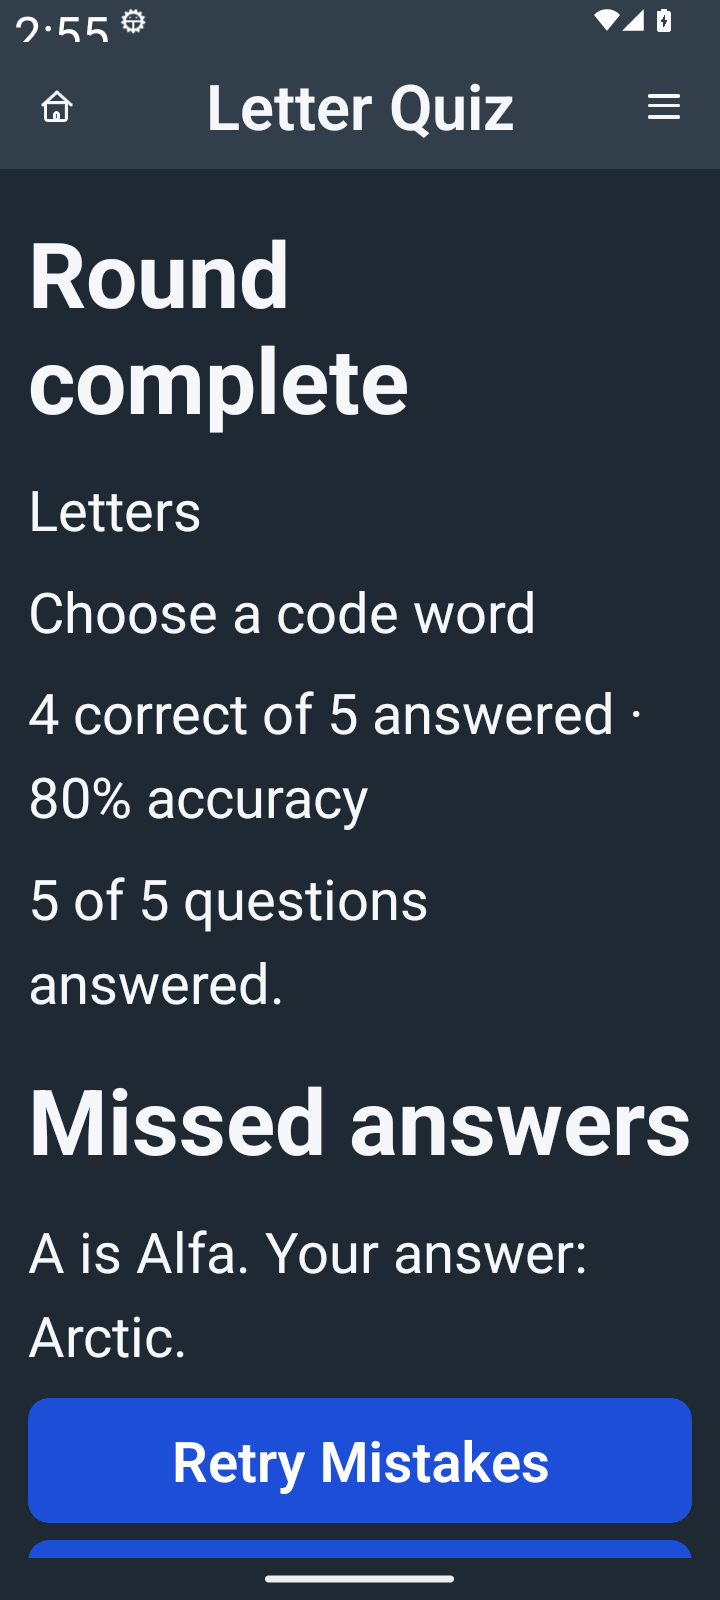 2:55
Letter Quiz
Round
complete
Letters
Choose a code word
4 correct of 5 answered ·
80% accuracy
5 of 5 questions
answered.
Missed answers
A is Alfa. Your answer:
Arctic.
Retry Mistakes